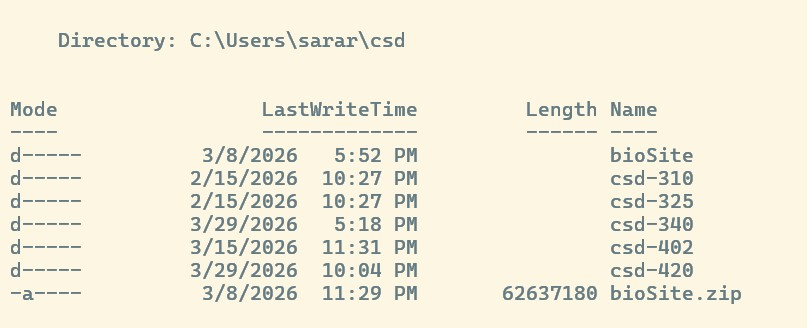 Directory: C:\Users\sarar\csd
Mode LastWriteTime Length Name
---- ------------- ------ ----
d----- 3/8/2026 5:52 PM bioSite
d----- 2/15/2026 10:27 PM csd-310
d----- 2/15/2026 10:27 PM csd-325
d----- 3/29/2026 5:18 PM csd-340
d----- 3/15/2026 11:31 PM csd-402
d----- 3/29/2026 10:04 PM csd-420
-a---- 3/8/2026 11:29 PM 62637180 bioSite.zip